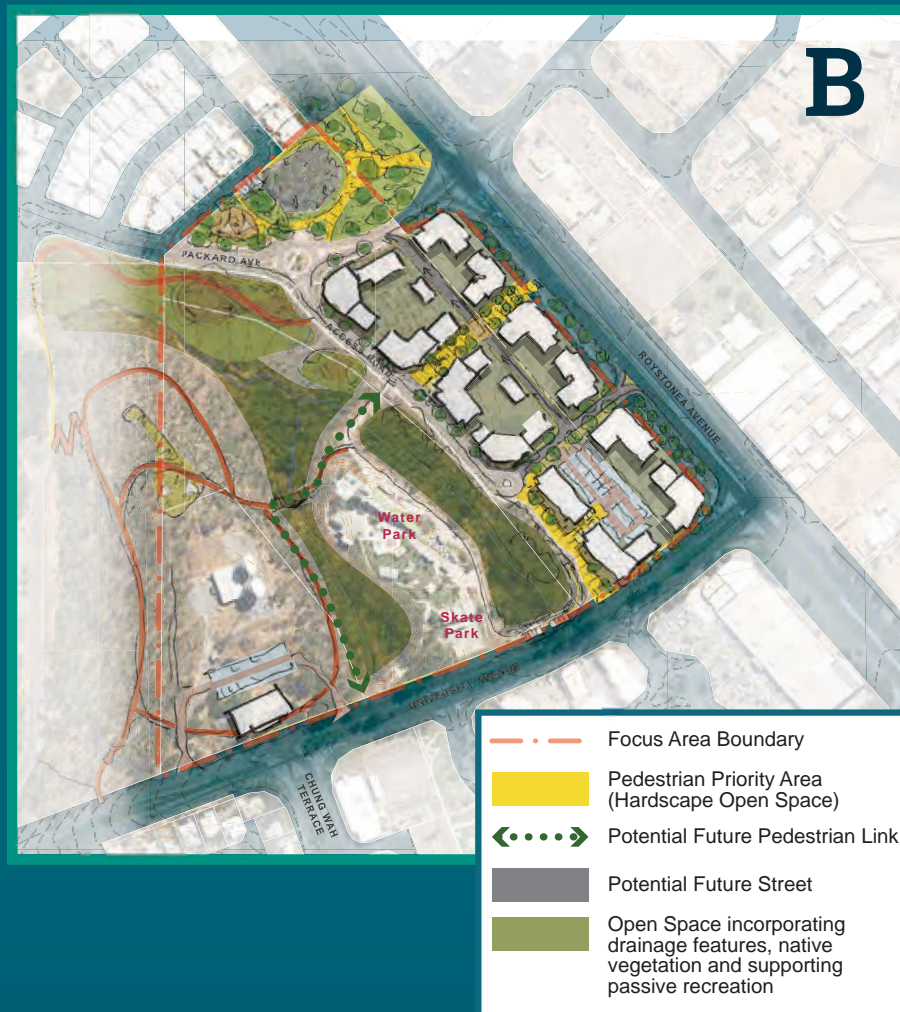 B
PACKARD AVE
ROYSTONEA AVENUE
Water
Park
Skate
Park
CHUNG WAH
TERRACE
Focus Area Boundary
Pedestrian Priority Area
(Hardscape Open Space)
Potential Future Pedestrian Link
Potential Future Street
Open Space incorporating
drainage features, native
vegetation and supporting
passive recreation